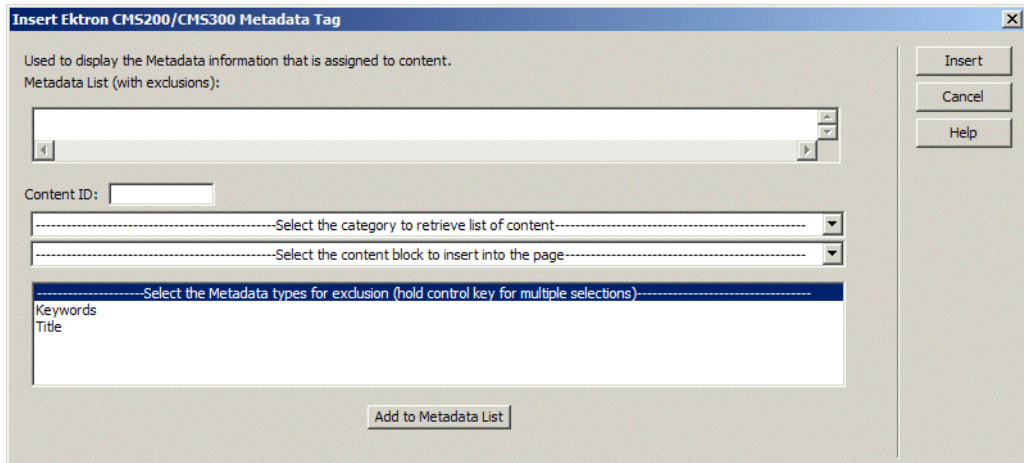 Insert Ektron CMS200/CMS300 Metadata Tag
Used to display the Metadata information that is assigned to content.
Metadata List (with exclusions):
Insert
Cancel
Help
Content ID:
-----------------------------------------------Select the category to retrieve list of content-------------------------------------------------
-----------------------------------------------Select the content block to insert into the page-----------------------------------------------
---------------------Select the Metadata types for exclusion (hold control key for multiple selections)----------------------------------
Keywords
Title
Add to Metadata List